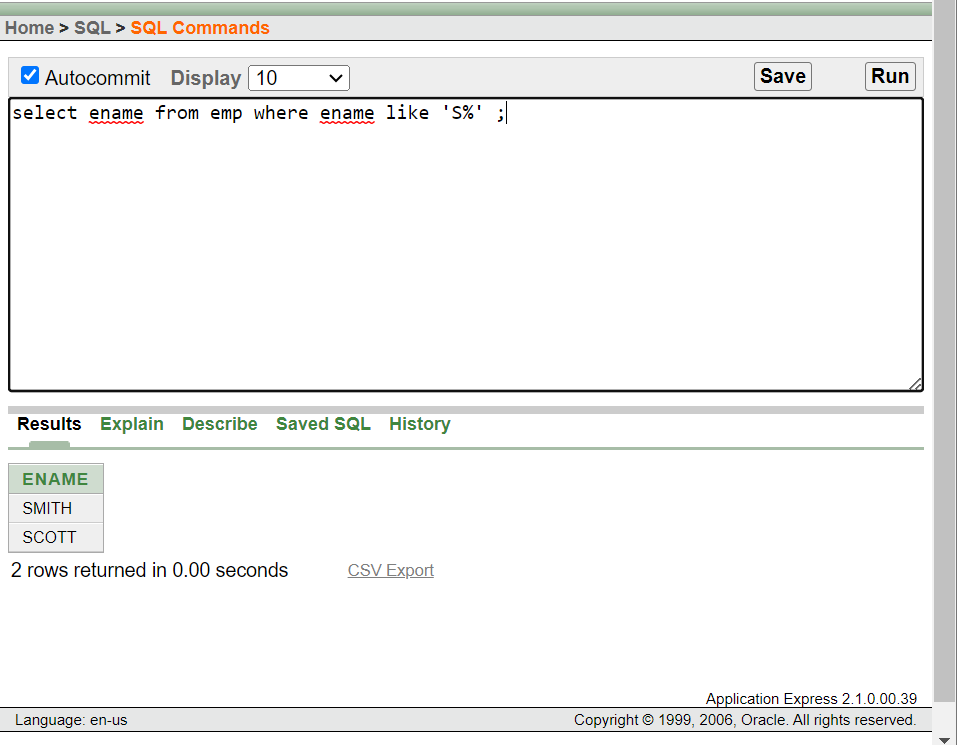 Home > SQL > SQL Commands
Autocommit Display 10 Save Run
select ename from emp where ename like 'S%' ;
Results Explain Describe Saved SQL History
ENAME
SMITH
SCOTT
2 rows returned in 0.00 seconds CSV Export
Application Express 2.1.0.00.39
Language: en-us Copyright © 1999, 2006, Oracle. All rights reserved.